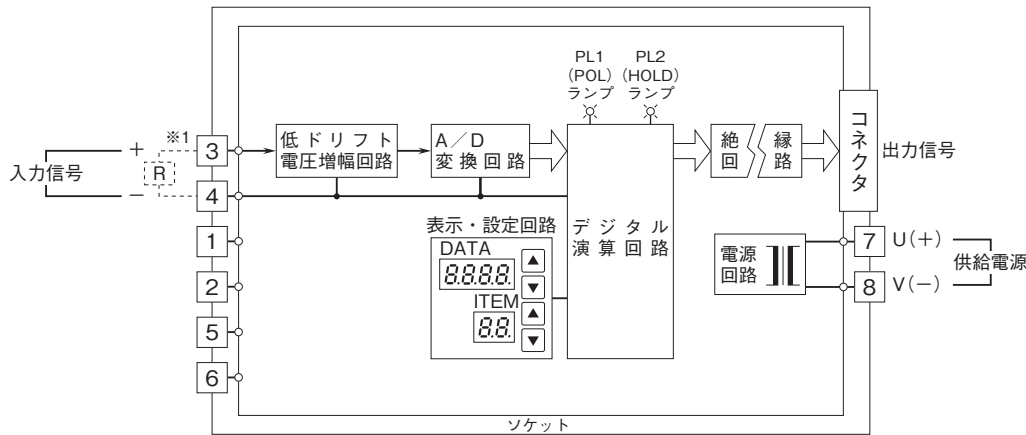 PL1
(POL)
ランプ
PL2
(HOLD)
ランプ
※1
入力信号
+
R
−
3
4
1
2
5
6
低ドリフト
電圧増幅回路
A/D
変換回路
デジタル
演算回路
絶縁
回路
コネクタ
出力信号
表示・設定回路
DATA
8.8.8.8.
▲
▼
ITEM
8.8.
▲
▼
電源
回路
7
U(+)
8
V(−)
供給電源
ソケット